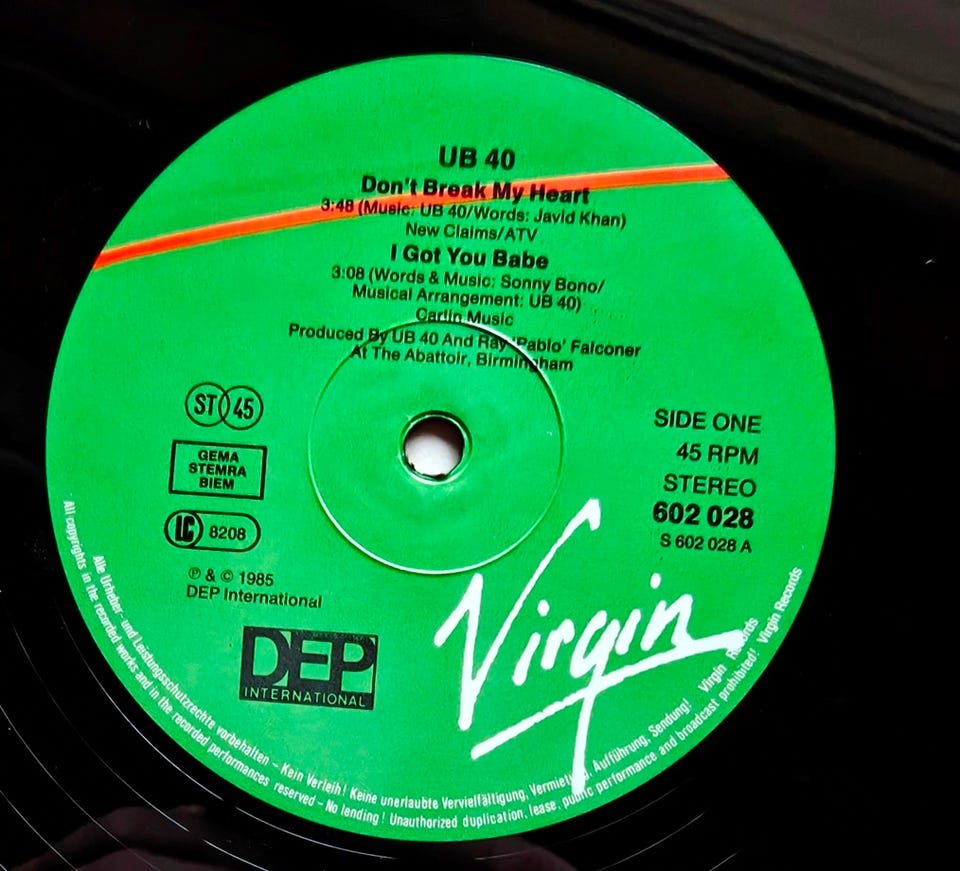 UB 40
Don't Break My Heart
3:48 (Music: UB 40/Words: Javid Khan)
New Claims/ATV
I Got You Babe
3:08 (Words & Music: Sonny Bono/
Musical Arrangement: UB 40)
Carlin Music
Produced By UB 40 And Ray 'Pablo' Falconer
At The Abattoir, Birmingham
ST 45
GEMA
STEMRA
BIEM
LC 8208
℗ & © 1985
DEP International
DEP
INTERNATIONAL
SIDE ONE
45 RPM
STEREO
602 028
S 602 028 A
Virgin
Alle Urheber- und Leistungsschutzrechte vorbehalten – Kein Verleih! Keine unerlaubte Vervielfältigung, Vermietung, Aufführung, Sendung! Virgin Records
All copyrights in the recorded works and in the recorded performances reserved – No lending! Unauthorized duplication, lease, public performance and broadcast prohibited! Virgin Records